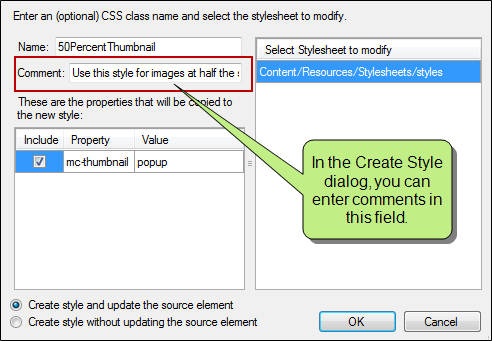 Enter an (optional) CSS class name and select the stylesheet to modify.
Name: 50PercentThumbnail
Comment: Use this style for images at half the s
These are the properties that will be copied to
the new style:
Include Property Value
mc-thumbnail popup
Select Stylesheet to modify
Content/Resources/Stylesheets/styles
In the Create Style
dialog, you can
enter comments in
this field.
Create style and update the source element
Create style without updating the source element
OK Cancel